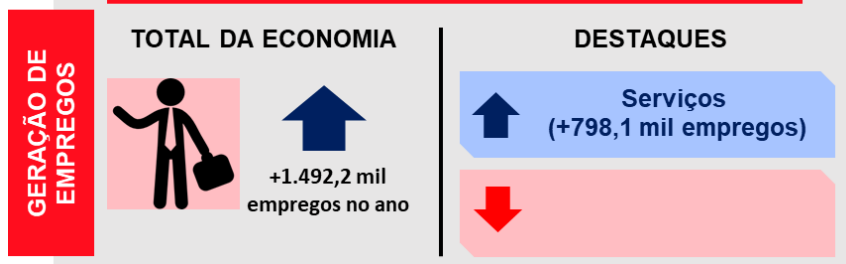 GERAÇÃO DE
EMPREGOS
TOTAL DA ECONOMIA
+1.492,2 mil
empregos no ano
DESTAQUES
Serviços
(+798,1 mil empregos)